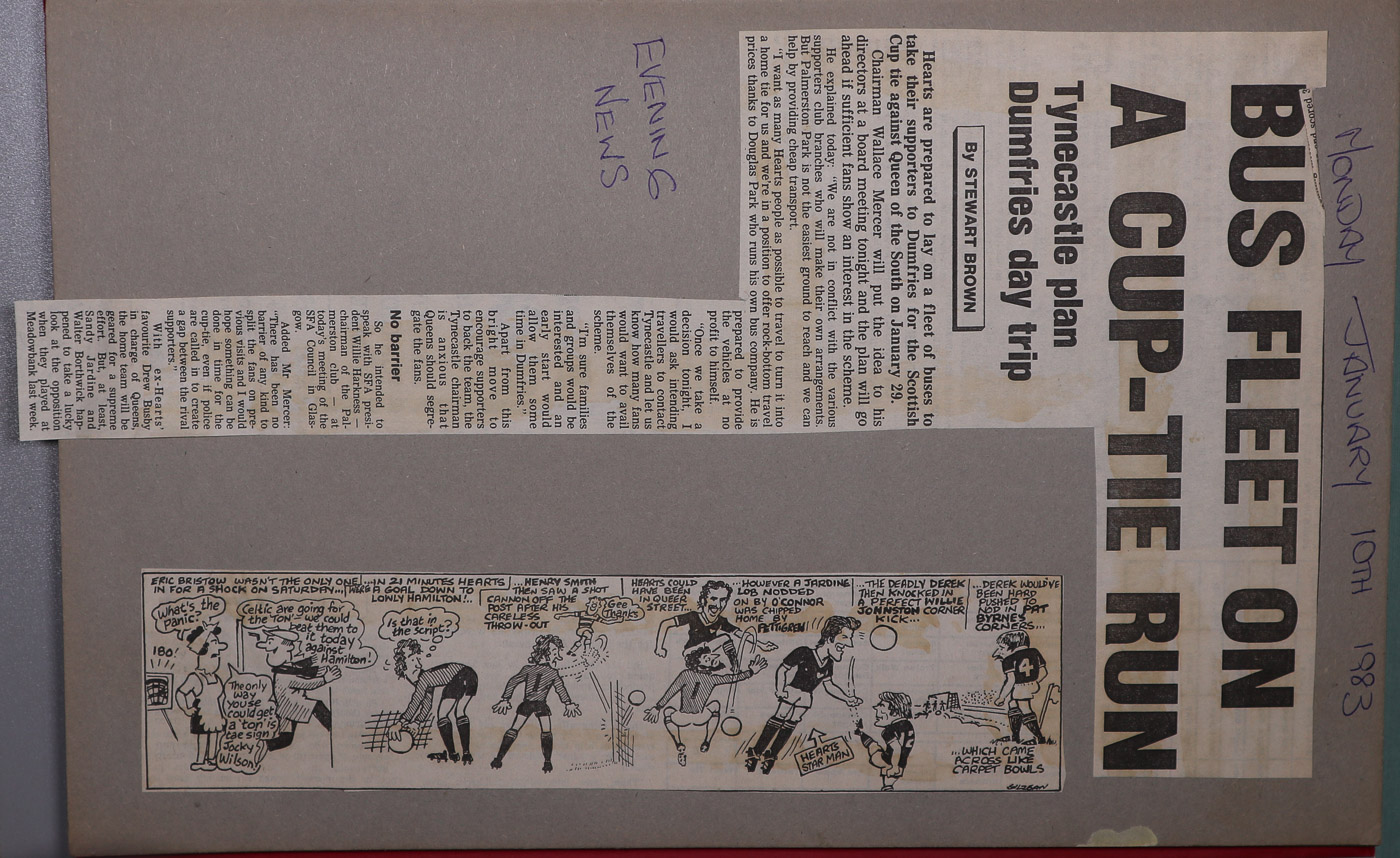 MONDAY - JANUARY 10TH 1983
BUS FLEET ON
A CUP-TIE RUN
Tynecastle plan
Dumfries day trip
By STEWART BROWN
Hearts are prepared to lay on a fleet of buses to
take their supporters to Dumfries for the Scottish
Cup tie against Queen of the South on January 29.
Chairman Wallace Mercer will put the idea to his
directors at a board meeting tonight and the plan will go
ahead if sufficient fans show an interest in the scheme.
He explained today: "We are not in conflict with the various
supporters club branches who will make their own arrangements.
But Palmerston Park is not the easiest ground to reach and we can
help by providing cheap transport.
"I want as many Hearts people as possible to travel to turn it into
a home tie for us and we're in a position to offer rock-bottom travel
prices thanks to Douglas Park who runs his own bus company. He is
prepared to provide
the vehicles at no
profit to himself.
"Once we take a
decision tonight I
would ask intending
travellers to contact
Tynecastle and let us
know how many fans
would want to avail
themselves of the
scheme.
"I'm sure families
and groups would be
interested and an
early start would
allow them some
time in Dumfries."
Apart from this
bright move to
encourage supporters
to back the team, the
Tynecastle chairman
is anxious that
Queens should segre-
gate the fans.
No barrier
So he intended to
speak with SFA presi-
dent Willie Harkness —
chairman of the Pal-
merston club — at
today's meeting of the
SFA Council in Glas-
gow.
Added Mr. Mercer:
"There has been no
barrier of any kind to
split the fans on pre-
vious visits and I would
hope something can be
done in time for the
cup-tie, even if police
are called in to create
a gap between the rival
supporters."
With ex-Hearts'
favourite Drew Busby
in charge of Queens,
the home team will be
geared for a supreme
effort. But, at least,
Sandy Jardine and
Walter Borthwick hap-
pened to take a lucky
look at the opposition
when they played at
Meadowbank last week.
EVENING
NEWS
ERIC BRISTOW WASN'T THE ONLY ONE
IN FOR A SHOCK ON SATURDAY...
What's the
panic?
180!
Celtic are going for
the 'ton' — we could
beat them to
it today
against
Hamilton!
The only
way
youse
could get
a 'ton' is
tae sign
Jocky
Wilson!
...IN 21 MINUTES HEARTS
WERE A GOAL DOWN TO
LOWLY HAMILTON!...
Is that in
the script?
...HENRY SMITH
THEN SAW A SHOT
CANNON OFF THE
POST AFTER HIS
CARELESS
THROW-OUT
Gee
Thanks
HEARTS COULD
HAVE BEEN
IN QUEER
STREET...
...HOWEVER A JARDINE
LOB NODDED
ON BY O'CONNOR
WAS CHIPPED
HOME BY
PETTIGREW
HEARTS
STAR MAN
...THE DEADLY DEREK
THEN KNOCKED IN
A PERFECT WILLIE
JOHNSTON CORNER
KICK...
...DEREK WOULD'VE
BEEN HARD
PUSHED TO
NOD IN PAT
BYRNE'S
CORNERS...
4
...WHICH CAME
ACROSS LIKE
CARPET BOWLS